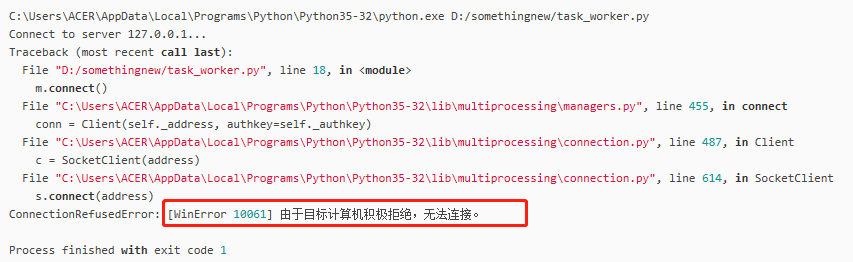 C:\Users\ACER\AppData\Local\Programs\Python\Python35-32\python.exe D:/somethingnew/task_worker.py
Connect to server 127.0.0.1...
Traceback (most recent call last):
  File "D:/somethingnew/task_worker.py", line 18, in <module>
    m.connect()
  File "C:\Users\ACER\AppData\Local\Programs\Python\Python35-32\lib\multiprocessing\managers.py", line 455, in connect
    conn = Client(self._address, authkey=self._authkey)
  File "C:\Users\ACER\AppData\Local\Programs\Python\Python35-32\lib\multiprocessing\connection.py", line 487, in Client
    c = SocketClient(address)
  File "C:\Users\ACER\AppData\Local\Programs\Python\Python35-32\lib\multiprocessing\connection.py", line 614, in SocketClient
    s.connect(address)
ConnectionRefusedError: [WinError 10061] 由于目标计算机积极拒绝，无法连接。
Process finished with exit code 1